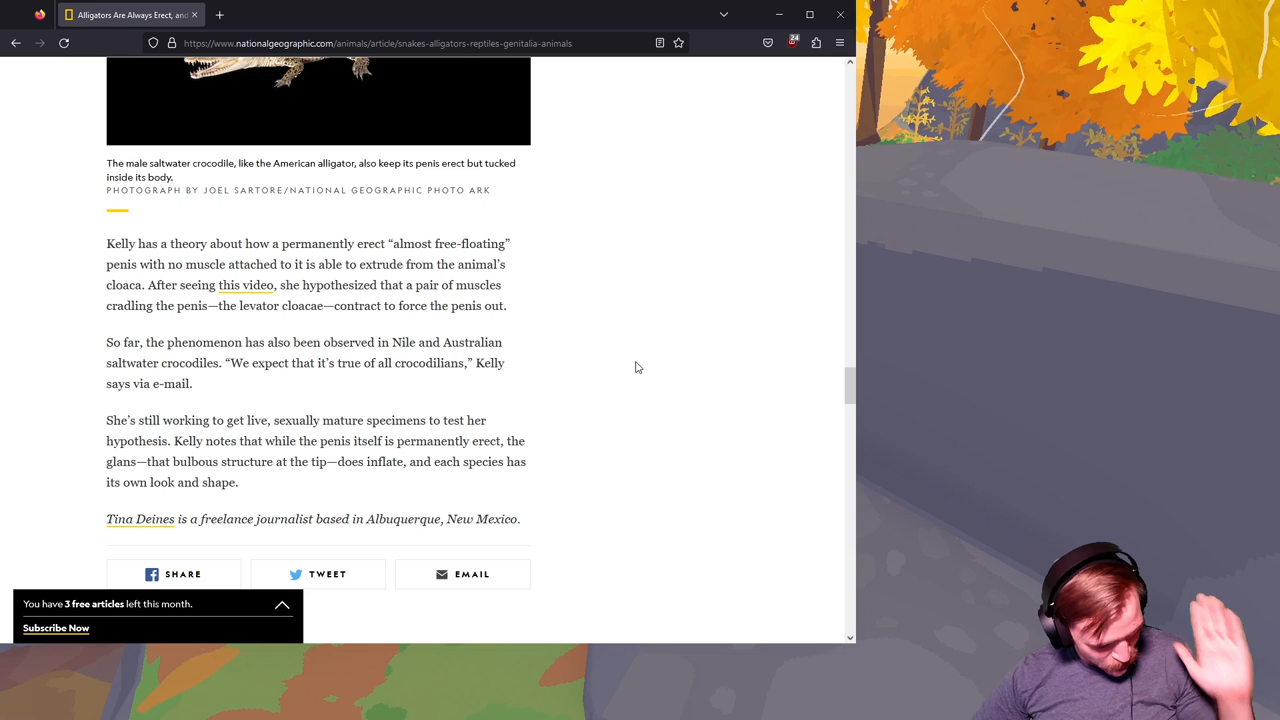 Alligators Are Always Erect, and
24
https://www.nationalgeographic.com/animals/article/snakes-alligators-reptiles-genitalia-animals
The male saltwater crocodile, like the American alligator, also keep its penis erect but tucked
inside its body.
PHOTOGRAPH BY JOEL SARTORE/NATIONAL GEOGRAPHIC PHOTO ARK
Kelly has a theory about how a permanently erect “almost free-floating”
penis with no muscle attached to it is able to extrude from the animal’s
cloaca. After seeing this video, she hypothesized that a pair of muscles
cradling the penis—the levator cloacae—contract to force the penis out.
So far, the phenomenon has also been observed in Nile and Australian
saltwater crocodiles. “We expect that it’s true of all crocodilians,” Kelly
says via e-mail.
She’s still working to get live, sexually mature specimens to test her
hypothesis. Kelly notes that while the penis itself is permanently erect, the
glans—that bulbous structure at the tip—does inflate, and each species has
its own look and shape.
Tina Deines is a freelance journalist based in Albuquerque, New Mexico.
SHARE
TWEET
EMAIL
You have 3 free articles left this month.
Subscribe Now